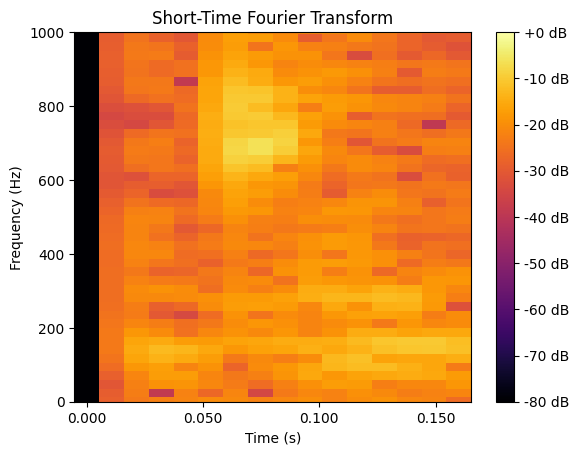 Short-Time Fourier Transform
1000
800
600
400
200
0
Frequency (Hz)
0.000
0.050
0.100
0.150
Time (s)
+0 dB
-10 dB
-20 dB
-30 dB
-40 dB
-50 dB
-60 dB
-70 dB
-80 dB